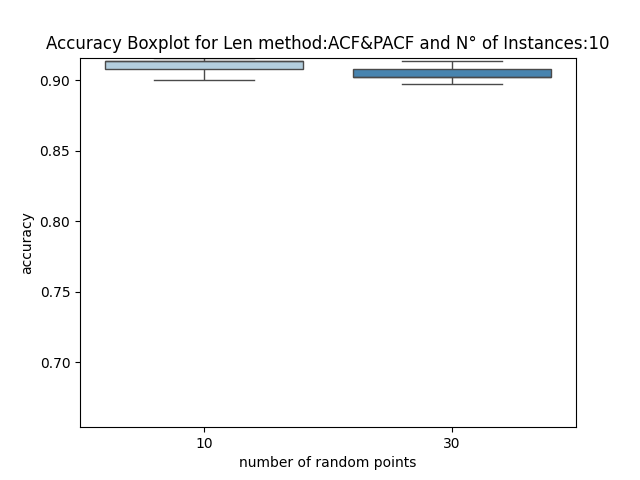 Accuracy Boxplot for Len method:ACF&PACF and N° of Instances:10
0.90
0.85
0.80
0.75
0.70
accuracy
10 30
number of random points